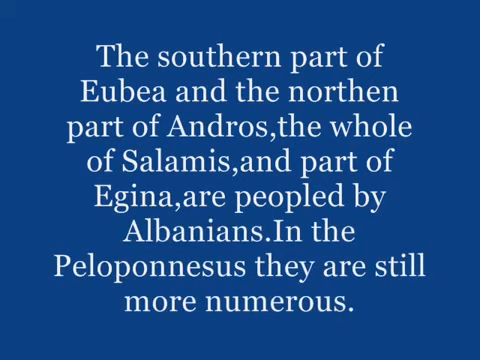 The southern part of
Eubea and the northen
part of Andros,the whole
of Salamis,and part of
Egina,are peopled by
Albanians.In the
Peloponnesus they are still
more numerous.